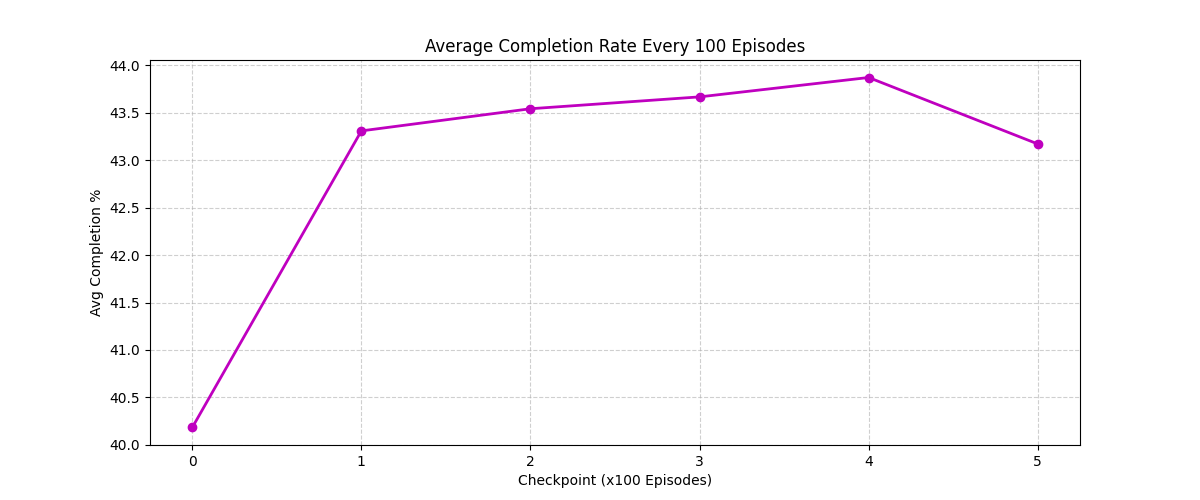 Average Completion Rate Every 100 Episodes
44.0
43.5
43.0
42.5
42.0
41.5
41.0
40.5
40.0
Avg Completion %
0 1 2 3 4 5
Checkpoint (x100 Episodes)